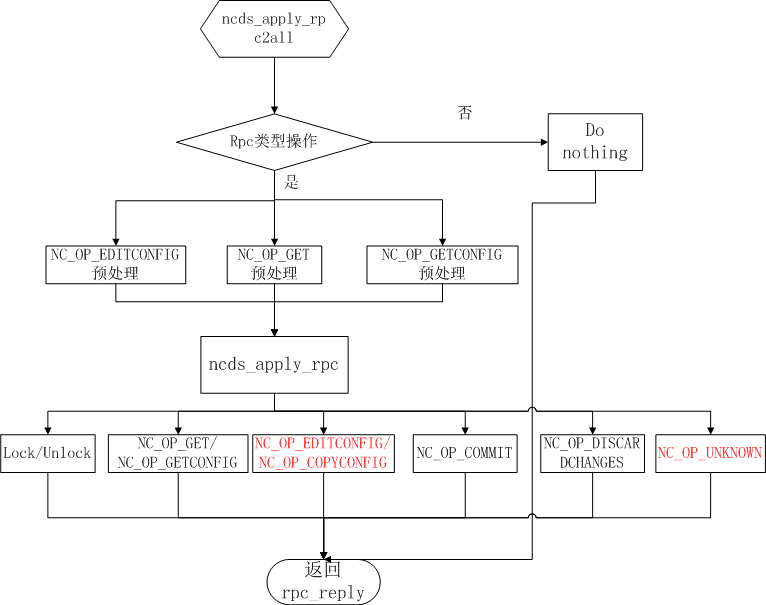 ncds_apply_rp
c2all
Rpc类型操作
否
Do
nothing
是
NC_OP_EDITCONFIG
预处理
NC_OP_GET
预处理
NC_OP_GETCONFIG
预处理
ncds_apply_rpc
Lock/Unlock
NC_OP_GET/
NC_OP_GETCONFIG
NC_OP_EDITCONFIG/
NC_OP_COPYCONFIG
NC_OP_COMMIT
NC_OP_DISCAR
DCHANGES
NC_OP_UNKNOWN
返回
rpc_reply